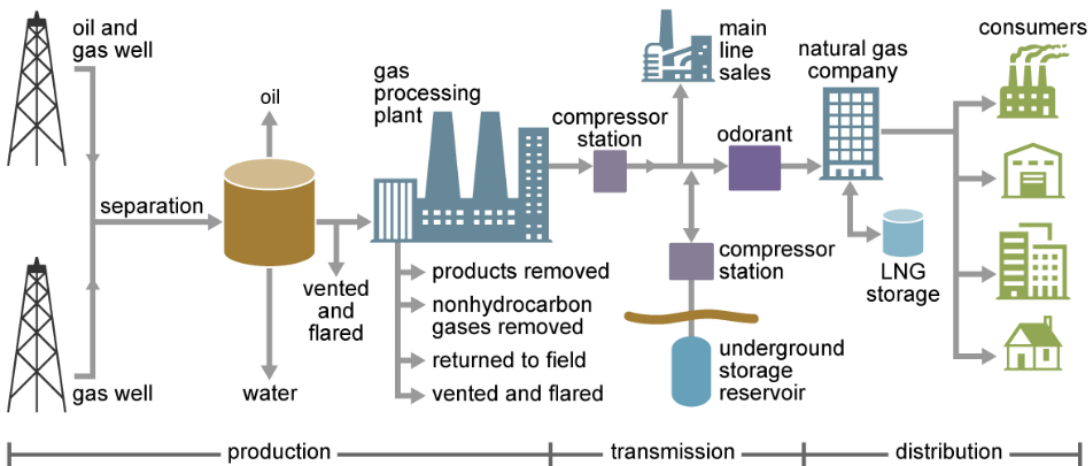 oil and
gas well
oil
separation
gas well
water
vented
and
flared
gas
processing
plant
products removed
nonhydrocarbon
gases removed
returned to field
vented and flared
compressor
station
main
line
sales
odorant
compressor
station
underground
storage
reservoir
natural gas
company
LNG
storage
consumers
production
transmission
distribution